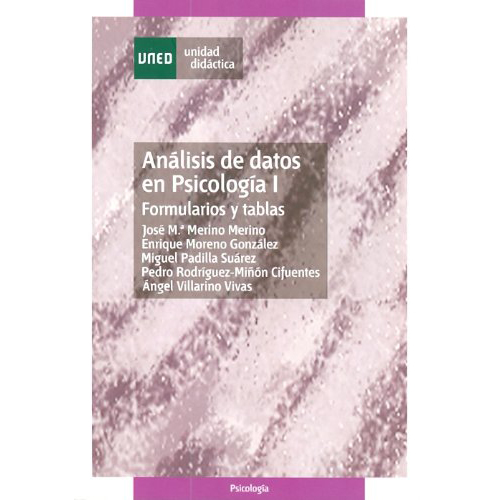 UNED
unidad
didáctica
Análisis de datos
en Psicología I
Formularios y tablas
José M.ª Merino Merino
Enrique Moreno González
Miguel Padilla Suárez
Pedro Rodríguez-Miñón Cifuentes
Ángel Villarino Vivas
Psicología